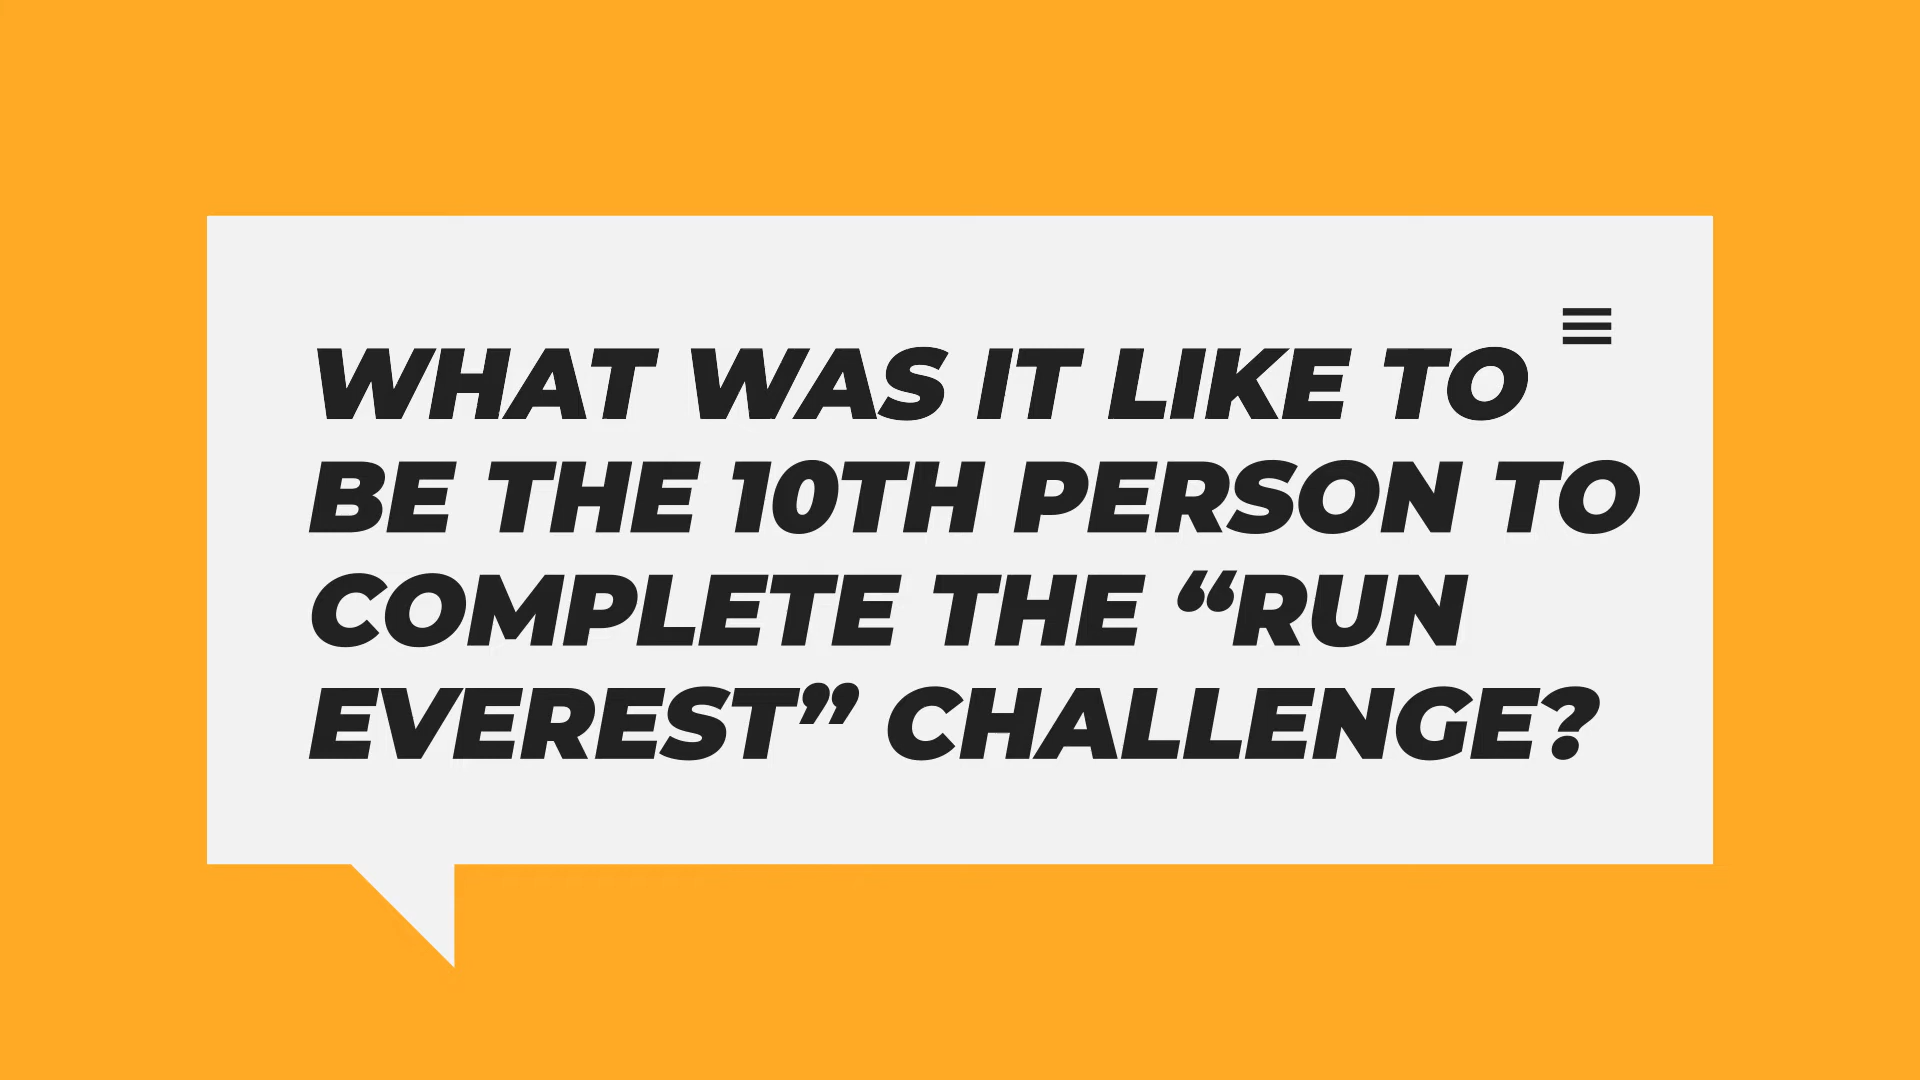 WHAT WAS IT LIKE TO
BE THE 10TH PERSON TO
COMPLETE THE “RUN
EVEREST” CHALLENGE?